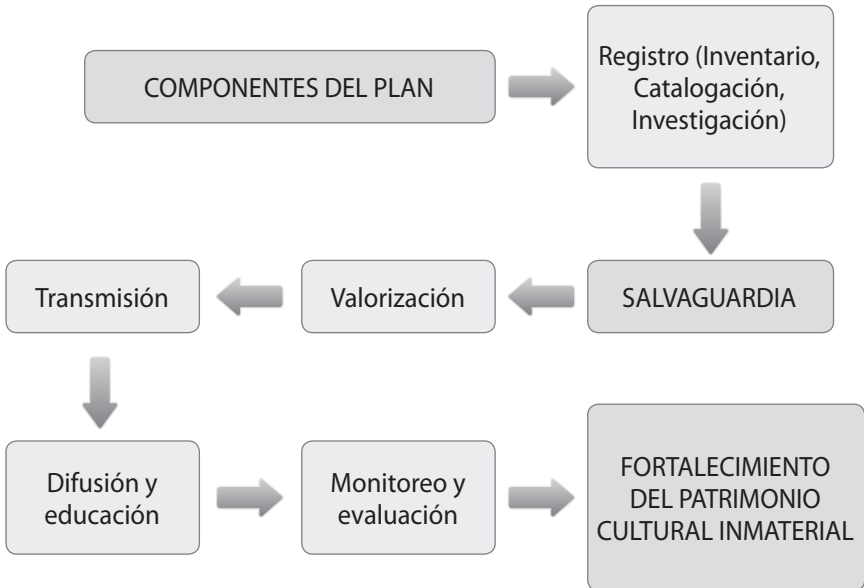 COMPONENTES DEL PLAN
Registro (Inventario,
Catalogación,
Investigación)
SALVAGUARDIA
Valorización
Transmisión
Difusión y
educación
Monitoreo y
evaluación
FORTALECIMIENTO
DEL PATRIMONIO
CULTURAL INMATERIAL